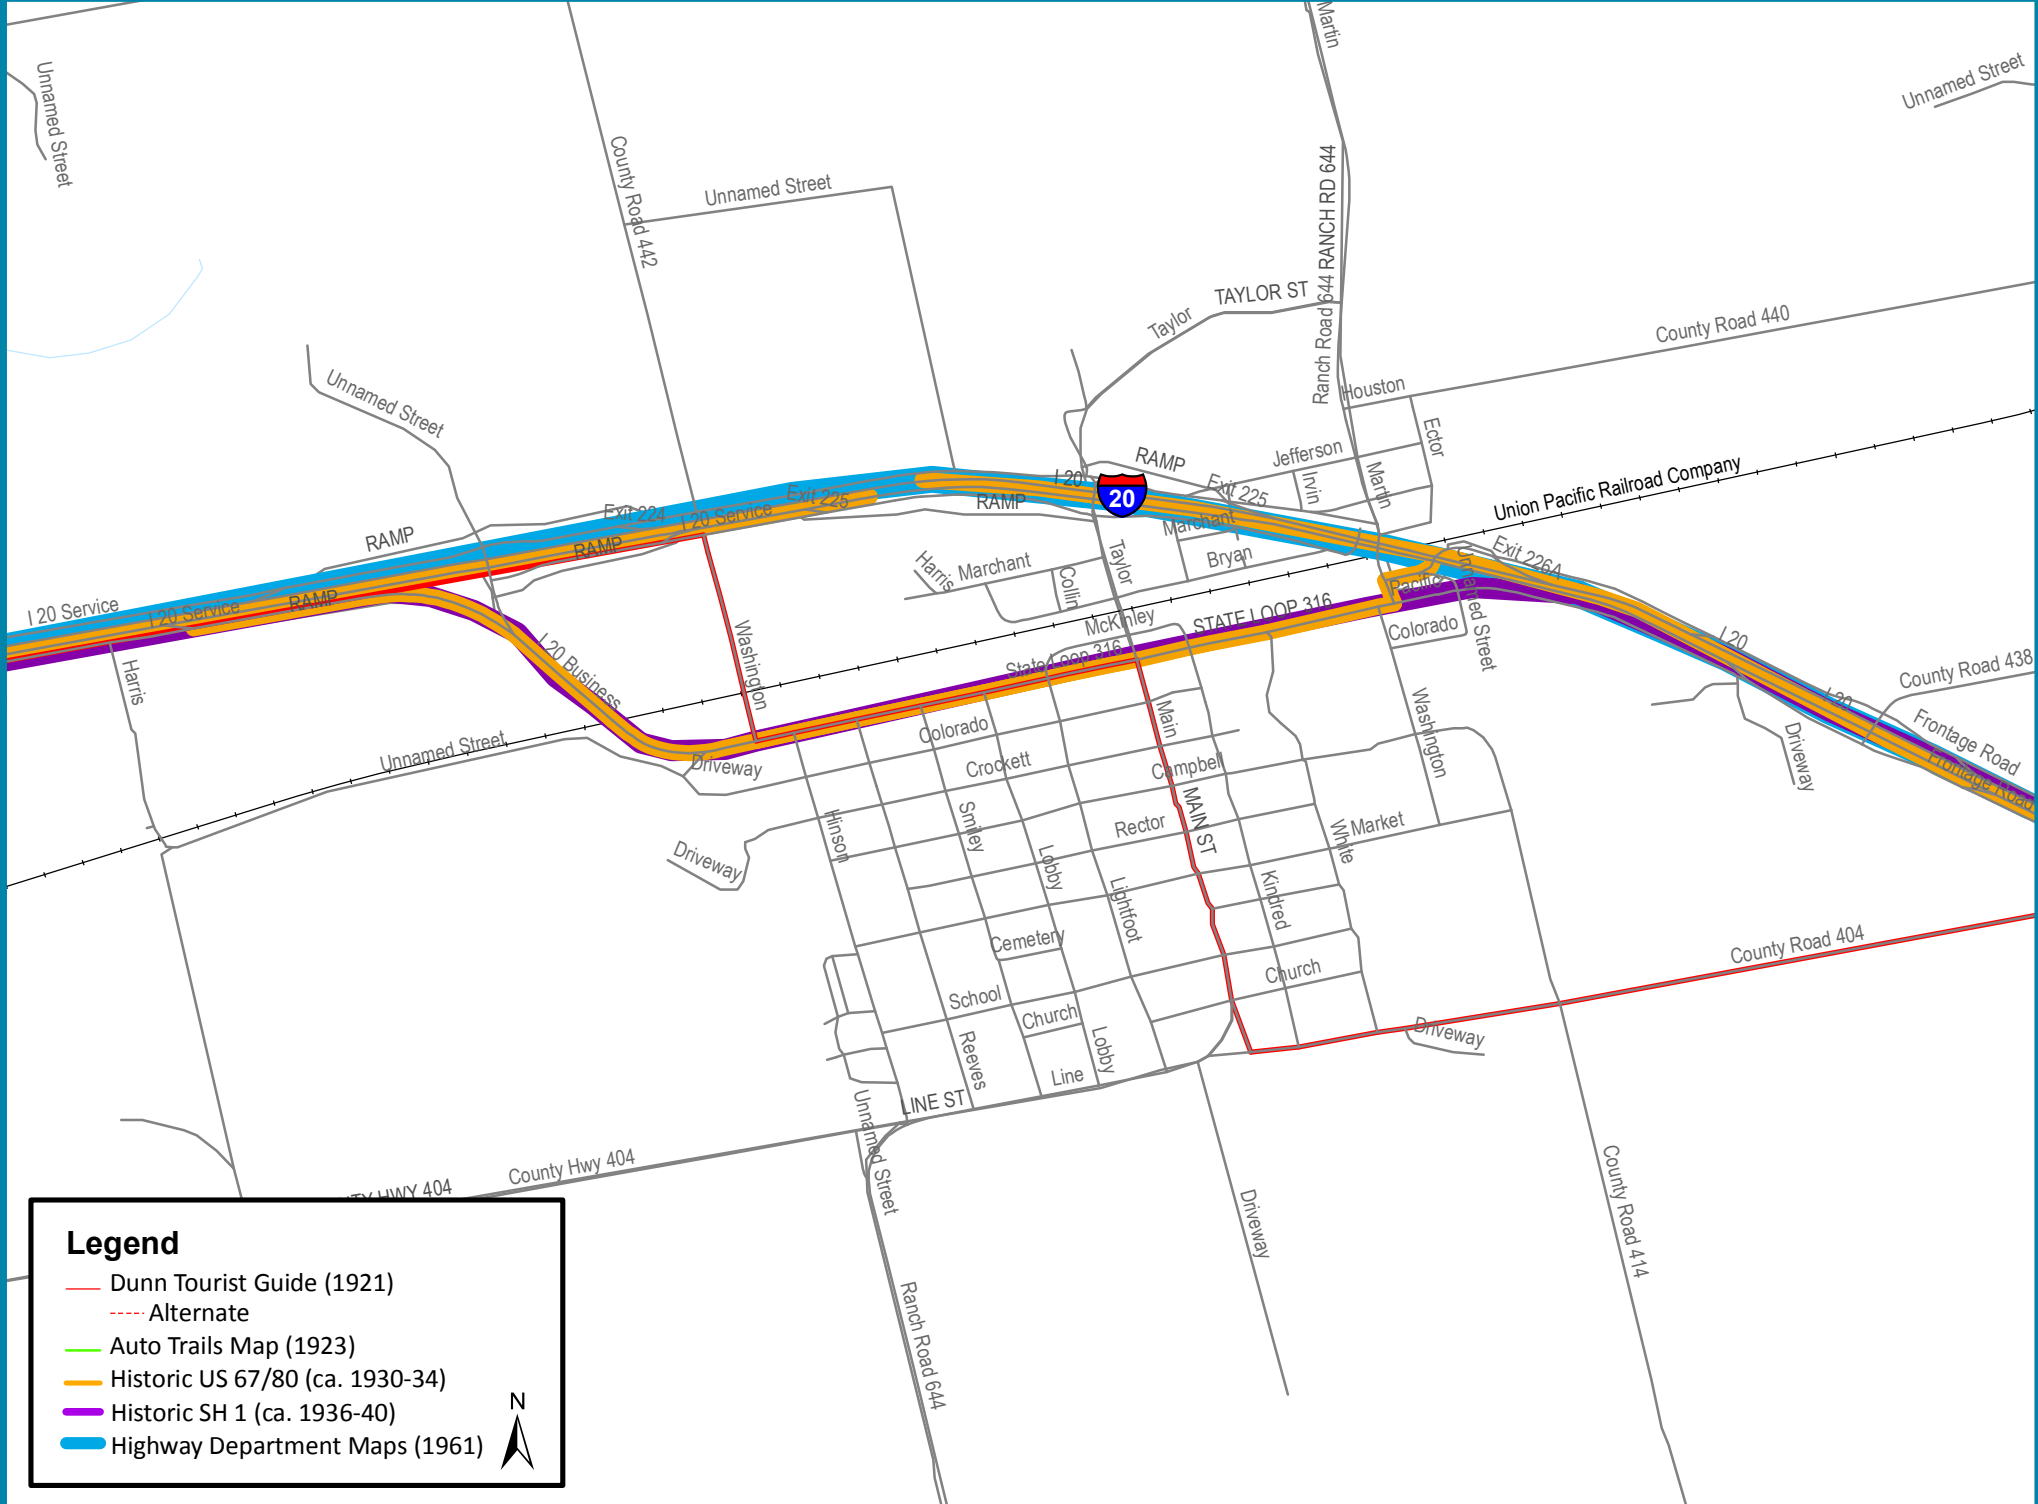 Martin
Unnamed Street
Unnamed Street
County Road 442
Unnamed Street
Ranch Road 644
RANCH RD 644
TAYLOR ST
Taylor
County Road 440
Unnamed Street
Houston
Ector
Jefferson
Irvin
Martin
RAMP
I 20
20
Exit 225
Exit 225
RAMP
Union Pacific Railroad Company
Exit 224
I 20 Service
RAMP
RAMP
Marchant
Bryan
Exit 226A
Unnamed Street
Pacific
Taylor
Harris
Marchant
Collin
I 20 Service
I 20 Service
RAMP
McKinley
STATE LOOP 316
State Loop 316
Colorado
I 20
I 20
County Road 438
Frontage Road
Frontage Road
Driveway
Harris
I 20 Business
Washington
Washington
Unnamed Street
Driveway
Colorado
Main
Crockett
Campbell
MAIN ST
Hinson
Smiley
Rector
White
Market
Driveway
Lobby
Lightfoot
Kindred
Cemetery
County Road 404
Church
School
Church
Driveway
Reeves
Lobby
Line
LINE ST
Unnamed Street
County Hwy 404
HWY 404
County Road 414
Driveway
Ranch Road 644
Legend
Dunn Tourist Guide (1921)
Alternate
Auto Trails Map (1923)
Historic US 67/80 (ca. 1930-34)
Historic SH 1 (ca. 1936-40)
Highway Department Maps (1961)
N